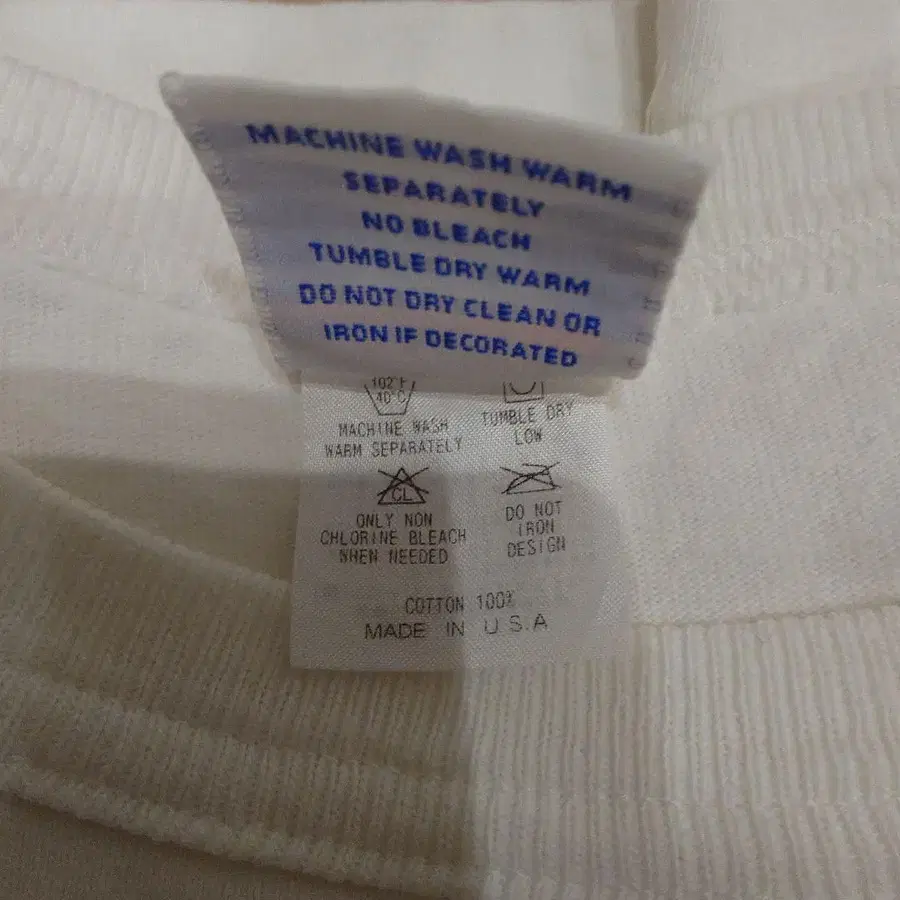 MACHINE WASH WARM
SEPARATELY
NO BLEACH
TUMBLE DRY WARM
DO NOT DRY CLEAN OR
IRON IF DECORATED
102°F
40°C
MACHINE WASH
WARM SEPARATELY
TUMBLE DRY
LOW
CL
ONLY NON
CHLORINE BLEACH
WHEN NEEDED
DO NOT
IRON
DESIGN
COTTON 100%
MADE IN U.S.A